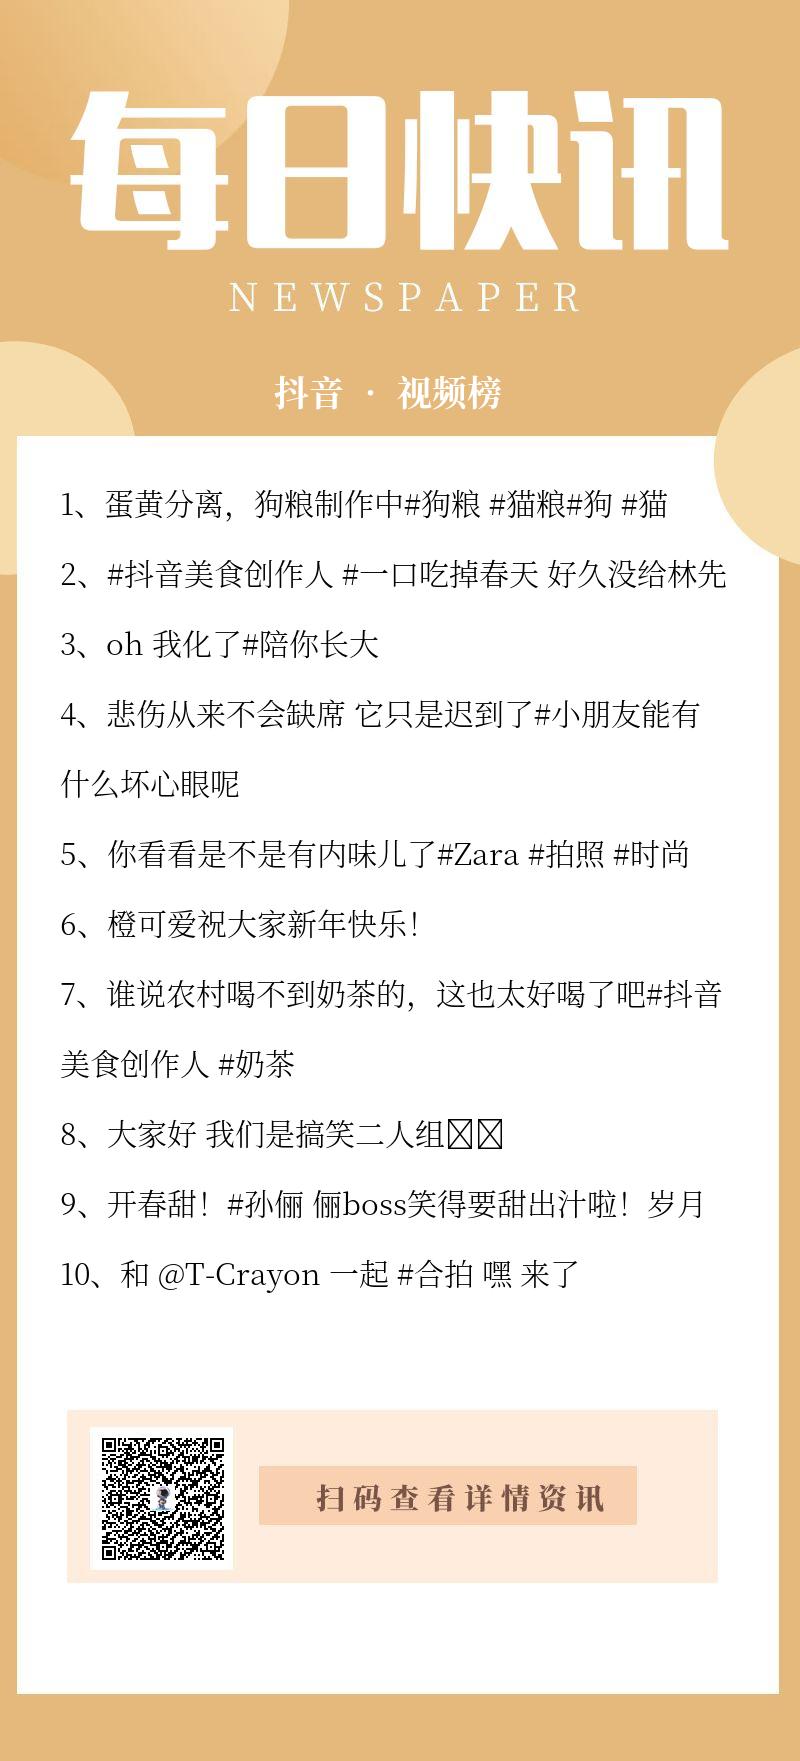 每日快讯
NEWSPAPER
抖音 · 视频榜
1、蛋黄分离，狗粮制作中#狗粮 #猫粮#狗 #猫
2、#抖音美食创作人 #一口吃掉春天 好久没给林先
3、oh 我化了#陪你长大
4、悲伤从来不会缺席 它只是迟到了#小朋友能有
什么坏心眼呢
5、你看看是不是有内味儿了#Zara #拍照 #时尚
6、橙可爱祝大家新年快乐！
7、谁说农村喝不到奶茶的，这也太好喝了吧#抖音
美食创作人 #奶茶
8、大家好 我们是搞笑二人组
9、开春甜！#孙俪 俪boss笑得要甜出汁啦！岁月
10、和 @T-Crayon 一起 #合拍 嘿 来了
扫码查看详情资讯